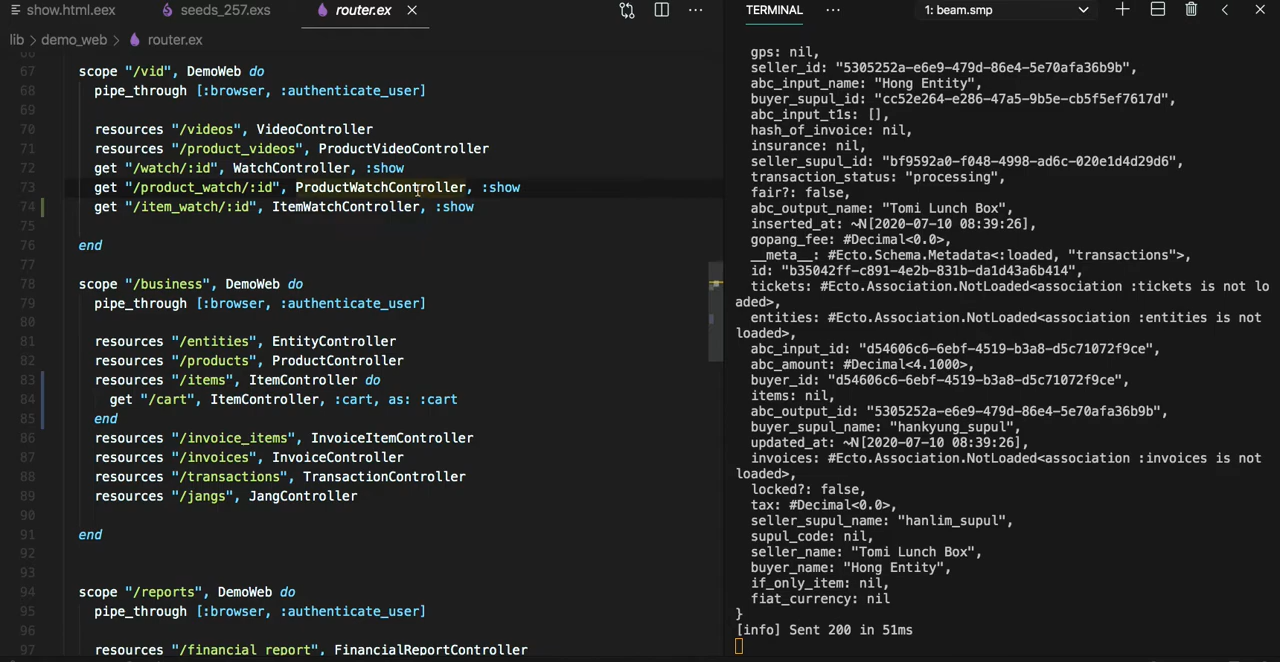 show.html.eex
seeds_257.exs
router.ex
lib > demo_web > router.ex
66
67 scope "/vid", DemoWeb do
68 pipe_through [:browser, :authenticate_user]
69
70 resources "/videos", VideoController
71 resources "/product_videos", ProductVideoController
72 get "/watch/:id", WatchController, :show
73 get "/product_watch/:id", ProductWatchController, :show
74 get "/item_watch/:id", ItemWatchController, :show
75
76 end
77
78 scope "/business", DemoWeb do
79 pipe_through [:browser, :authenticate_user]
80
81 resources "/entities", EntityController
82 resources "/products", ProductController
83 resources "/items", ItemController do
84 get "/cart", ItemController, :cart, as: :cart
85 end
86 resources "/invoice_items", InvoiceItemController
87 resources "/invoices", InvoiceController
88 resources "/transactions", TransactionController
89 resources "/jangs", JangController
90
91 end
92
93
94 scope "/reports", DemoWeb do
95 pipe_through [:browser, :authenticate_user]
96
97 resources "/financial_report", FinancialReportController
TERMINAL
1: beam.smp
gps: nil,
seller_id: "5305252a-e6e9-479d-86e4-5e70afa36b9b",
abc_input_name: "Hong Entity",
buyer_supul_id: "cc52e264-e286-47a5-9b5e-cb5f5ef7617d",
abc_input_t1s: [],
hash_of_invoice: nil,
insurance: nil,
seller_supul_id: "bf9592a0-f048-4998-ad6c-020e1d4d29d6",
transaction_status: "processing",
fair?: false,
abc_output_name: "Tomi Lunch Box",
inserted_at: ~N[2020-07-10 08:39:26],
gopang_fee: #Decimal<0.0>,
__meta__: #Ecto.Schema.Metadata<:loaded, "transactions">,
id: "b35042ff-c891-4e2b-831b-da1d43a6b414",
tickets: #Ecto.Association.NotLoaded<association :tickets is not lo
aded>,
entities: #Ecto.Association.NotLoaded<association :entities is not
loaded>,
abc_input_id: "d54606c6-6ebf-4519-b3a8-d5c71072f9ce",
abc_amount: #Decimal<4.1000>,
buyer_id: "d54606c6-6ebf-4519-b3a8-d5c71072f9ce",
items: nil,
abc_output_id: "5305252a-e6e9-479d-86e4-5e70afa36b9b",
buyer_supul_name: "hankyung_supul",
updated_at: ~N[2020-07-10 08:39:26],
invoices: #Ecto.Association.NotLoaded<association :invoices is not
loaded>,
locked?: false,
tax: #Decimal<0.0>,
seller_supul_name: "hanlim_supul",
supul_code: nil,
seller_name: "Tomi Lunch Box",
buyer_name: "Hong Entity",
if_only_item: nil,
fiat_currency: nil
}
[info] Sent 200 in 51ms